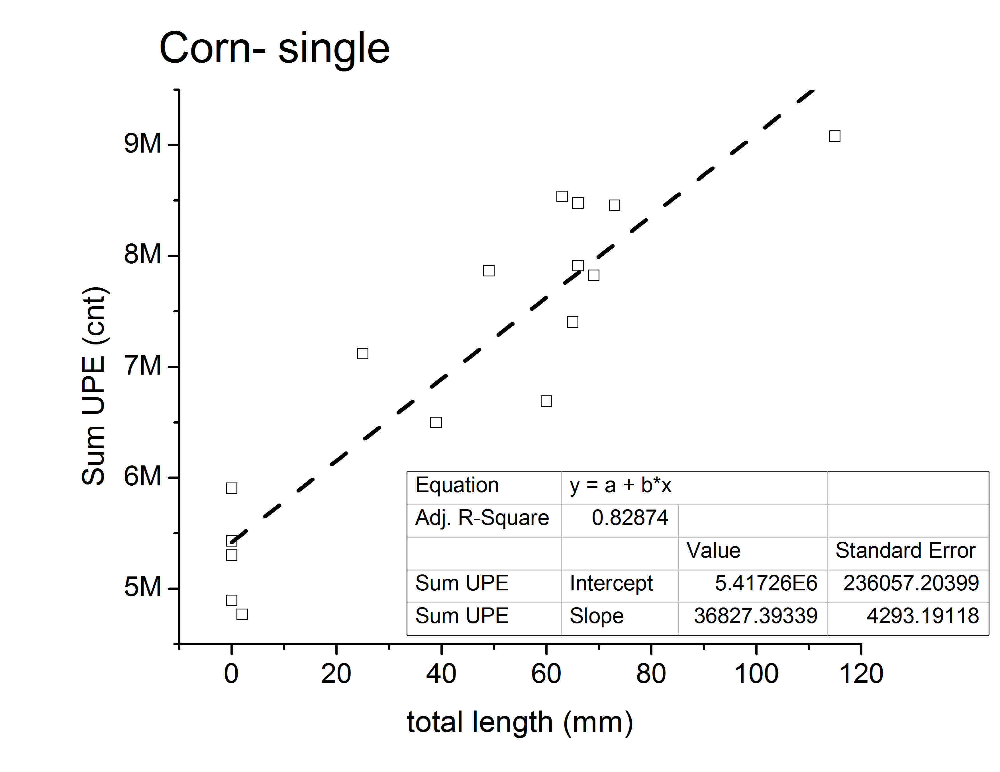 Corn- single
9M
8M
7M
6M
5M
Sum UPE (cnt)
Equation y = a + b*x
Adj. R-Square 0.82874
Value Standard Error
Sum UPE Intercept 5.41726E6 236057.20399
Sum UPE Slope 36827.39339 4293.19118
0 20 40 60 80 100 120
total length (mm)